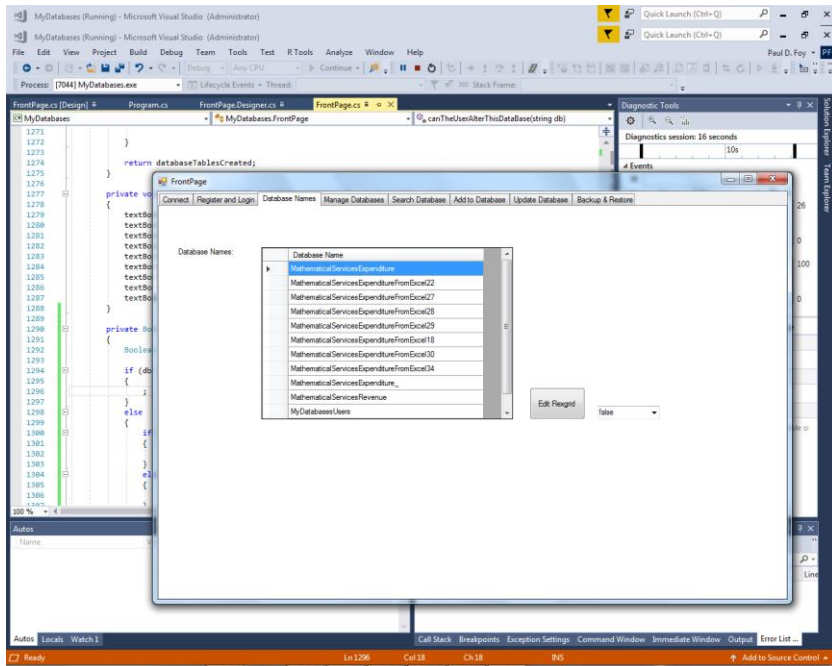 MyDatabases (Running) - Microsoft Visual Studio (Administrator)
Quick Launch (Ctrl+Q)
MyDatabases (Running) - Microsoft Visual Studio (Administrator)
Quick Launch (Ctrl+Q)
File Edit View Project Build Debug Team Tools Test R Tools Analyze Window Help
Paul D. Foy PF
Debug Any CPU Continue
Process: [7044] MyDatabases.exe Lifecycle Events Thread: Stack Frame:
FrontPage.cs [Design] Program.cs FrontPage.Designer.cs FrontPage.cs
Diagnostic Tools
MyDatabases MyDatabases.FrontPage canTheUserAlterThisDataBase(string db)
Solution Explorer
Team Explorer
Diagnostics session: 16 seconds
10s
Events
1271
1272 }
1273
1274 return databaseTablesCreated;
1275 }
1276
1277 private vo
1278 {
1279 textBo
1280 textBo
1281 textBo
1282 textBo
1283 textBo
1284 textBo
1285 textBo
1286 textBo
1287 textBo
1288 }
1289
1290 private Bo
1291 {
1292 Boolea
1293
1294 if (db
1295 {
1296 ;
1297 }
1298 else
1299 {
1300 if
1301 {
1302
1303 }
1304 el
1305 {
1306
100 %
FrontPage
Connect Register and Login Database Names Manage Databases Search Database Add to Database Update Database Backup & Restore
Database Names:
Database Name
MathematicalServicesExpenditure
MathematicalServicesExpenditureFromExcel22
MathematicalServicesExpenditureFromExcel27
MathematicalServicesExpenditureFromExcel28
MathematicalServicesExpenditureFromExcel29
MathematicalServicesExpenditureFromExcel18
MathematicalServicesExpenditureFromExcel30
MathematicalServicesExpenditureFromExcel34
MathematicalServicesExpenditure_
MathematicalServicesRevenue
MyDatabasesUsers
Edit Flexgrid
false
26
0
100
0
Autos
Name V
Line
Autos Locals Watch 1
Call Stack Breakpoints Exception Settings Command Window Immediate Window Output Error List ...
Ready Ln 1296 Col 18 Ch 18 INS Add to Source Control